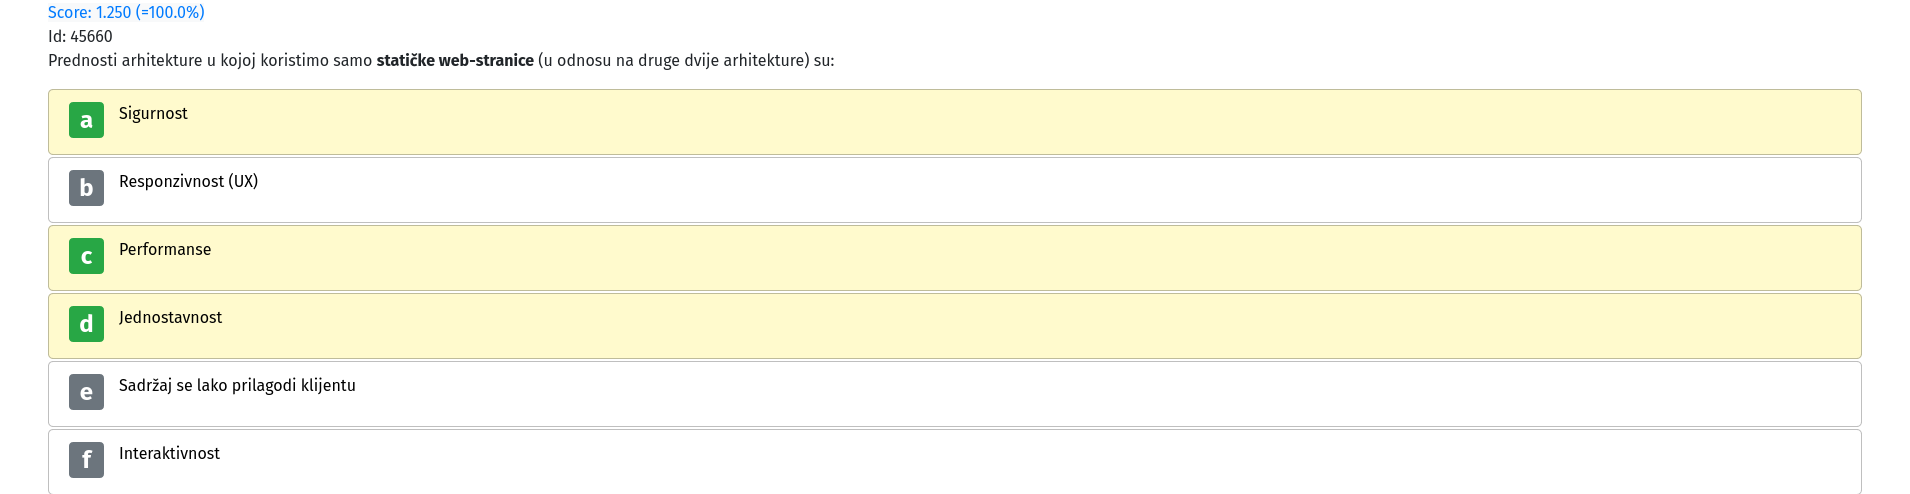 Score: 1.250 (=100.0%)
Id: 45660
Prednosti arhitekture u kojoj koristimo samo statičke web-stranice (u odnosu na druge dvije arhitekture) su:
a Sigurnost
b Responzivnost (UX)
c Performanse
d Jednostavnost
e Sadržaj se lako prilagodi klijentu
f Interaktivnost